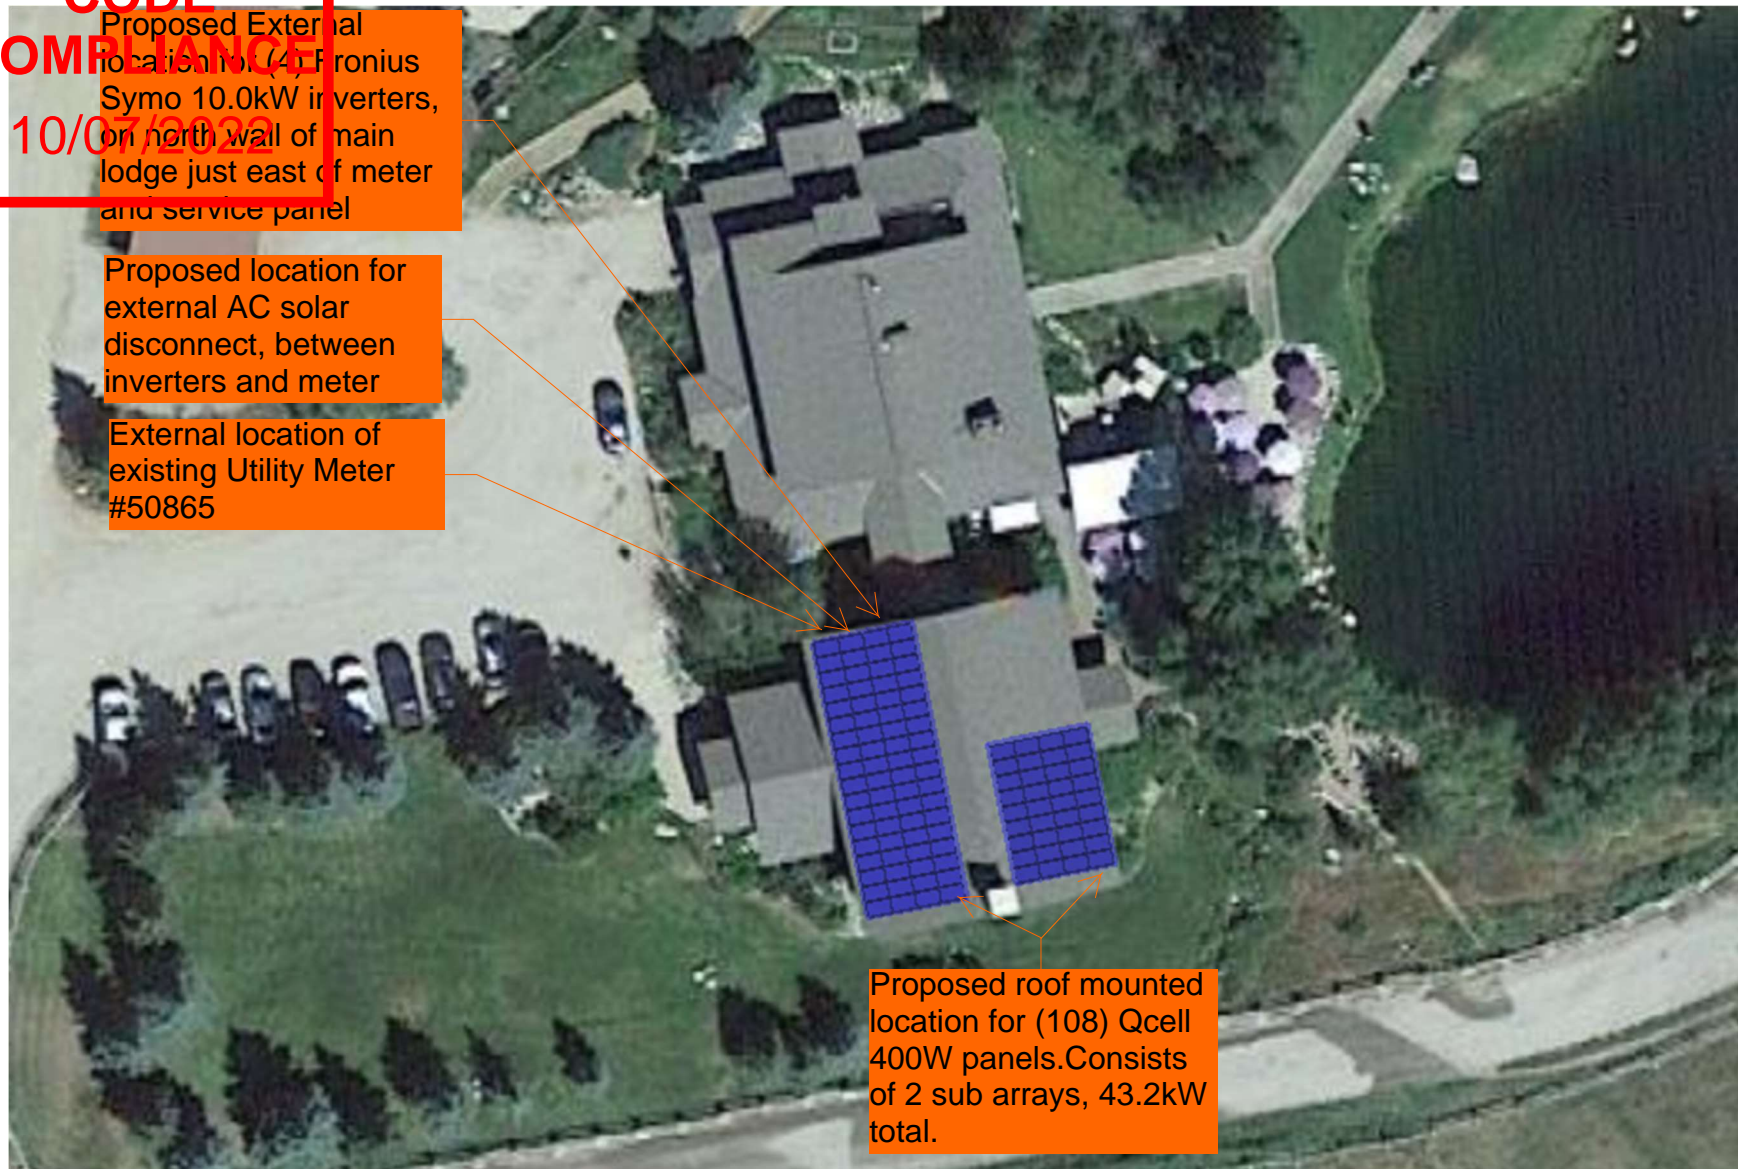 CODE
OMPLIANCE
10/07/2022
Proposed External
location for (4) Fronius
Symo 10.0kW inverters,
on north wall of main
lodge just east of meter
and service panel
Proposed location for
external AC solar
disconnect, between
inverters and meter
External location of
existing Utility Meter
#50865
Proposed roof mounted
location for (108) Qcell
400W panels.Consists
of 2 sub arrays, 43.2kW
total.